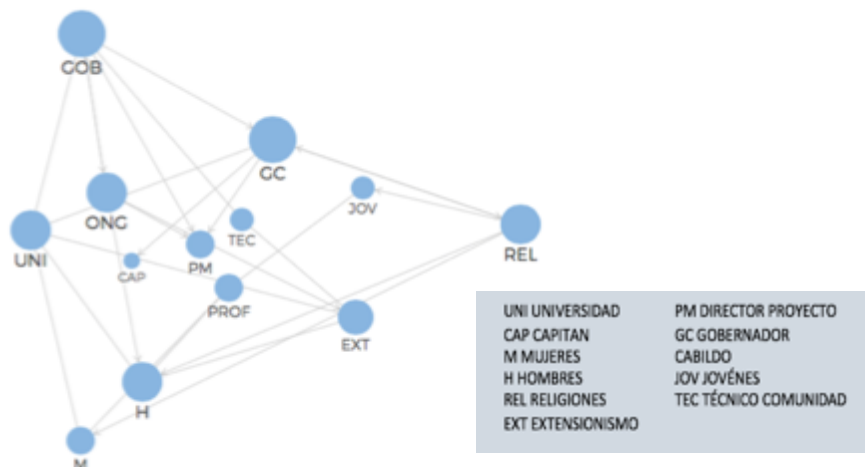 GOB
GC
JOV
ONG
TEC
REL
UNI
PM
CAP
PROF
EXT
H
M
UNI UNIVERSIDAD
CAP CAPITAN
M MUJERES
H HOMBRES
REL RELIGIONES
EXT EXTENSIONISMO
PM DIRECTOR PROYECTO
GC GOBERNADOR
CABILDO
JOV JOVÉNES
TEC TÉCNICO COMUNIDAD